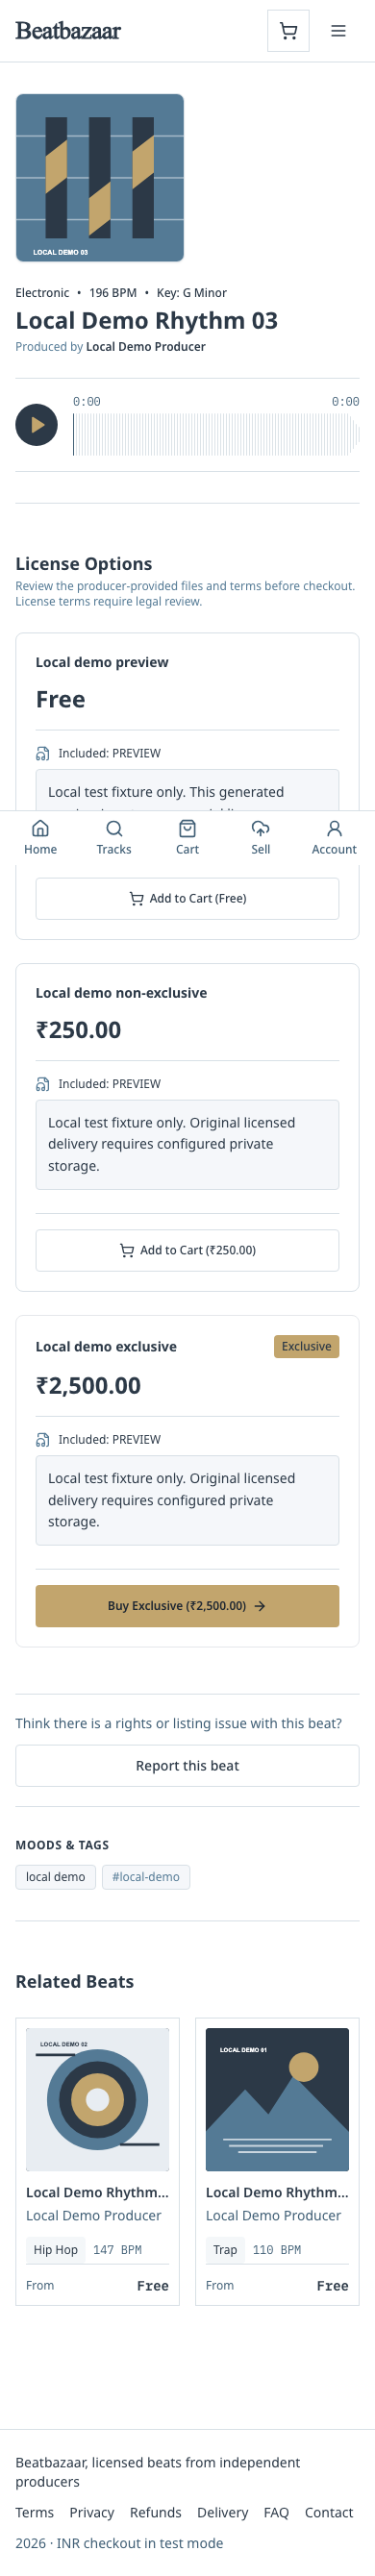 Beatbazaar
LOCAL DEMO 03
Electronic • 196 BPM • Key: G Minor
Local Demo Rhythm 03
Produced by Local Demo Producer
0:00 0:00
License Options
Review the producer-provided files and terms before checkout.
License terms require legal review.
Local demo preview
Free
Included: PREVIEW
Local test fixture only. This generated
Home Tracks Cart Sell Account
Add to Cart (Free)
Local demo non-exclusive
₹250.00
Included: PREVIEW
Local test fixture only. Original licensed
delivery requires configured private
storage.
Add to Cart (₹250.00)
Local demo exclusive Exclusive
₹2,500.00
Included: PREVIEW
Local test fixture only. Original licensed
delivery requires configured private
storage.
Buy Exclusive (₹2,500.00)
Think there is a rights or listing issue with this beat?
Report this beat
MOODS & TAGS
local demo #local-demo
Related Beats
LOCAL DEMO 02 LOCAL DEMO 01
Local Demo Rhythm... Local Demo Rhythm...
Local Demo Producer Local Demo Producer
Hip Hop 147 BPM Trap 110 BPM
From Free From Free
Beatbazaar, licensed beats from independent
producers
Terms Privacy Refunds Delivery FAQ Contact
2026 · INR checkout in test mode